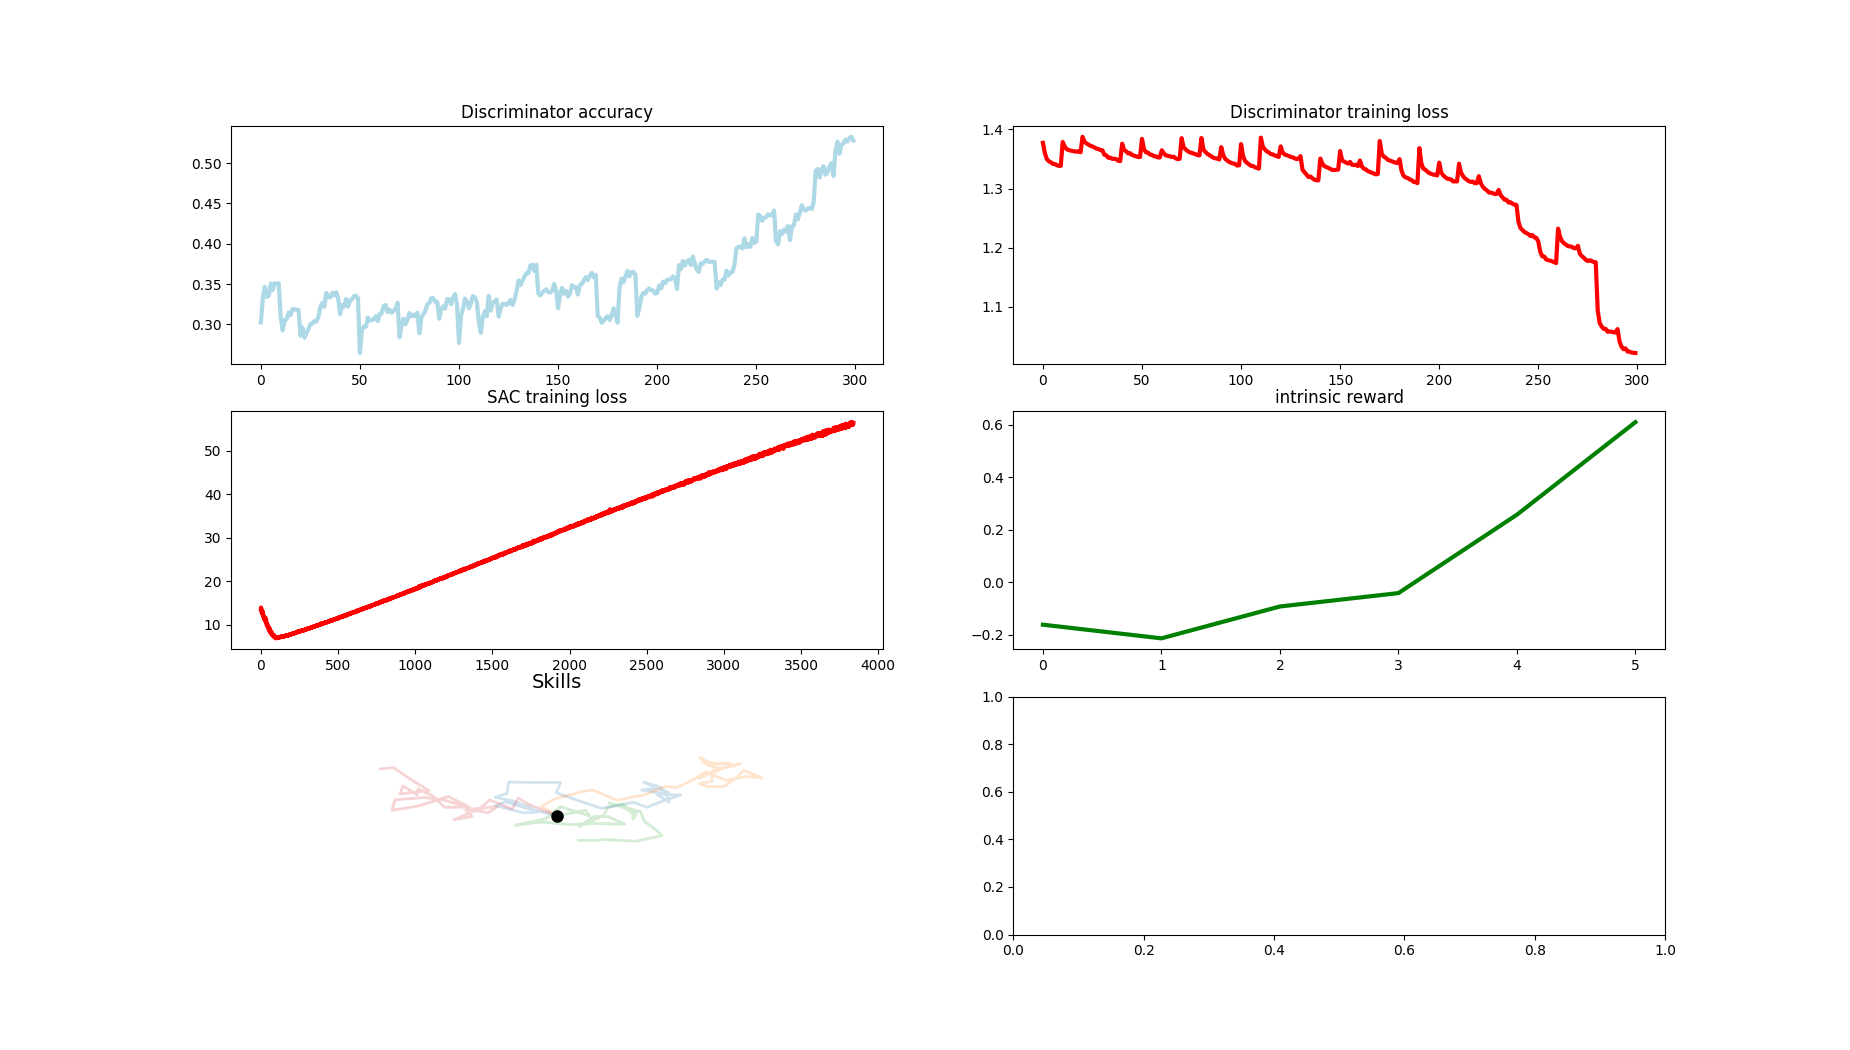 Discriminator accuracy
0.50
0.45
0.40
0.35
0.30
0 50 100 150 200 250 300
Discriminator training loss
1.4
1.3
1.2
1.1
0 50 100 150 200 250 300
SAC training loss
50
40
30
20
10
0 500 1000 1500 2000 2500 3000 3500 4000
intrinsic reward
0.6
0.4
0.2
0.0
−0.2
0 1 2 3 4 5
Skills
1.0
0.8
0.6
0.4
0.2
0.0
0.0 0.2 0.4 0.6 0.8 1.0